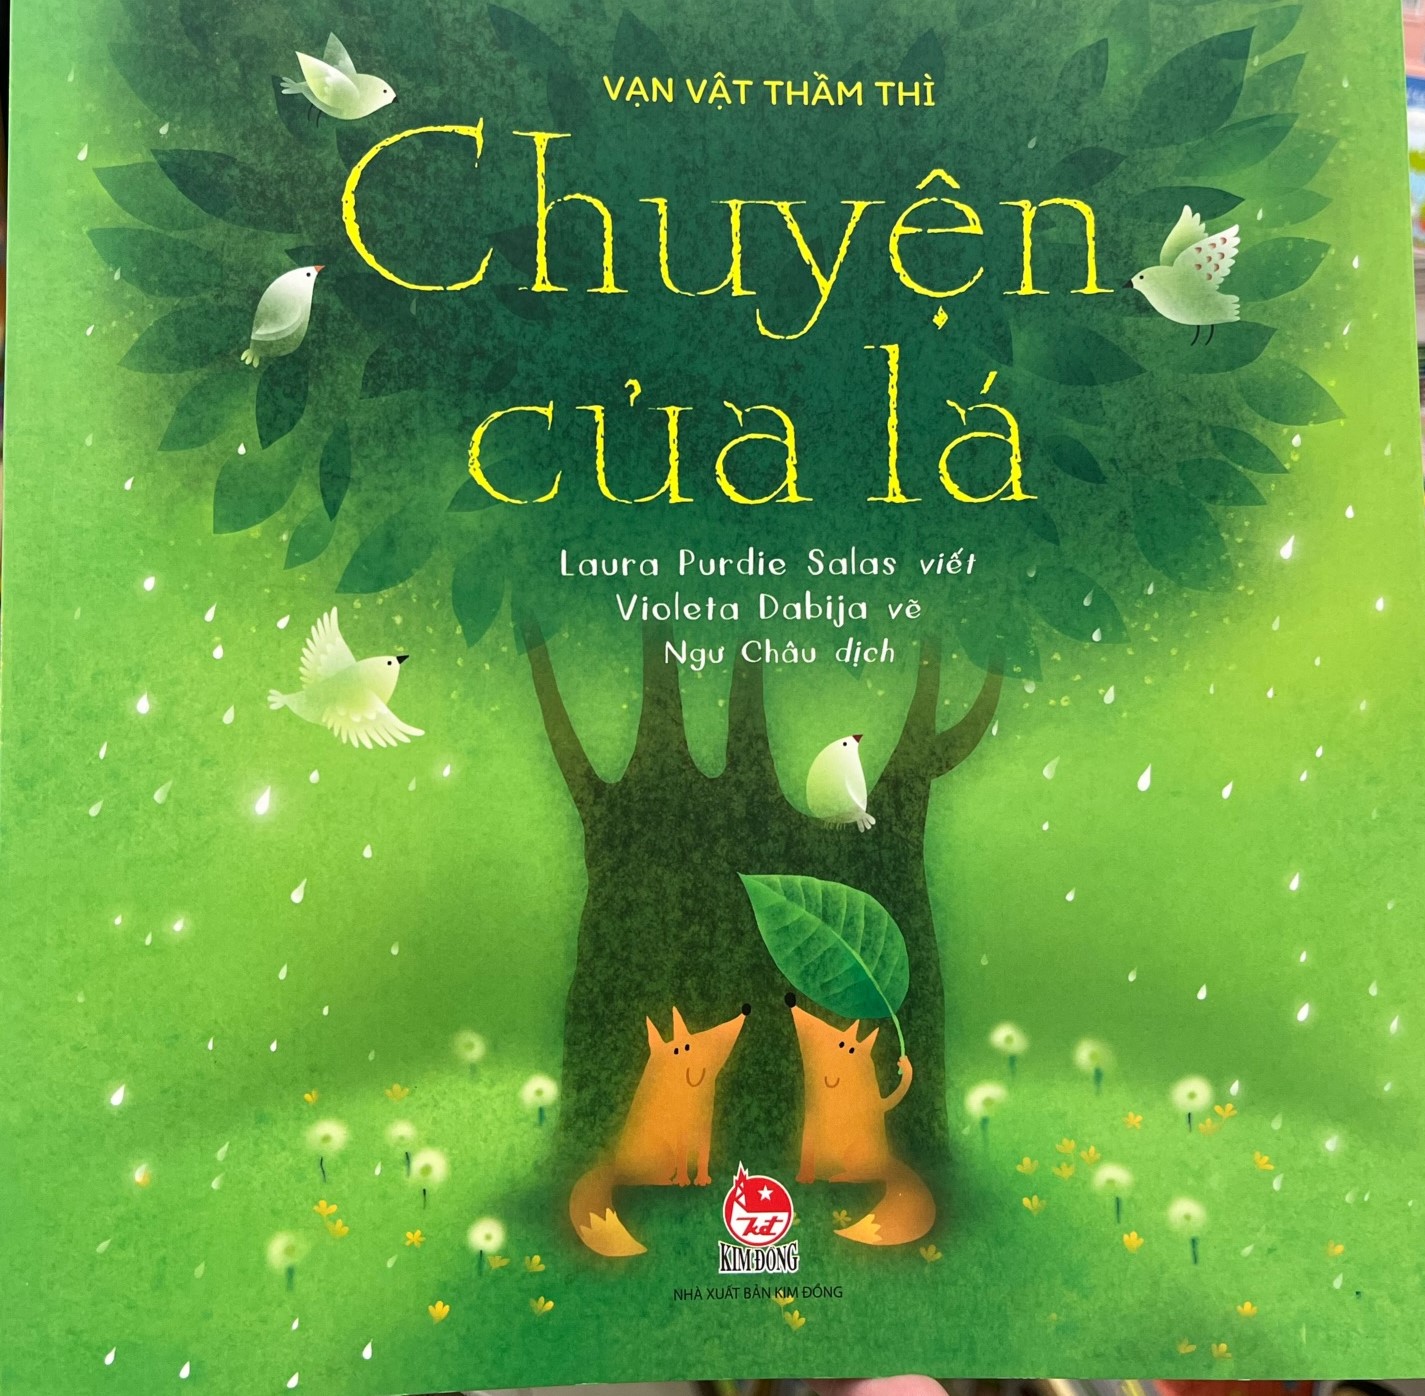 VẠN VẬT THẦM THÌ
Chuyện
của lá
Laura Purdie Salas viết
Violeta Dabija vẽ
Ngư Châu dịch
kđ
KIM ĐỒNG
NHÀ XUẤT BẢN KIM ĐỒNG